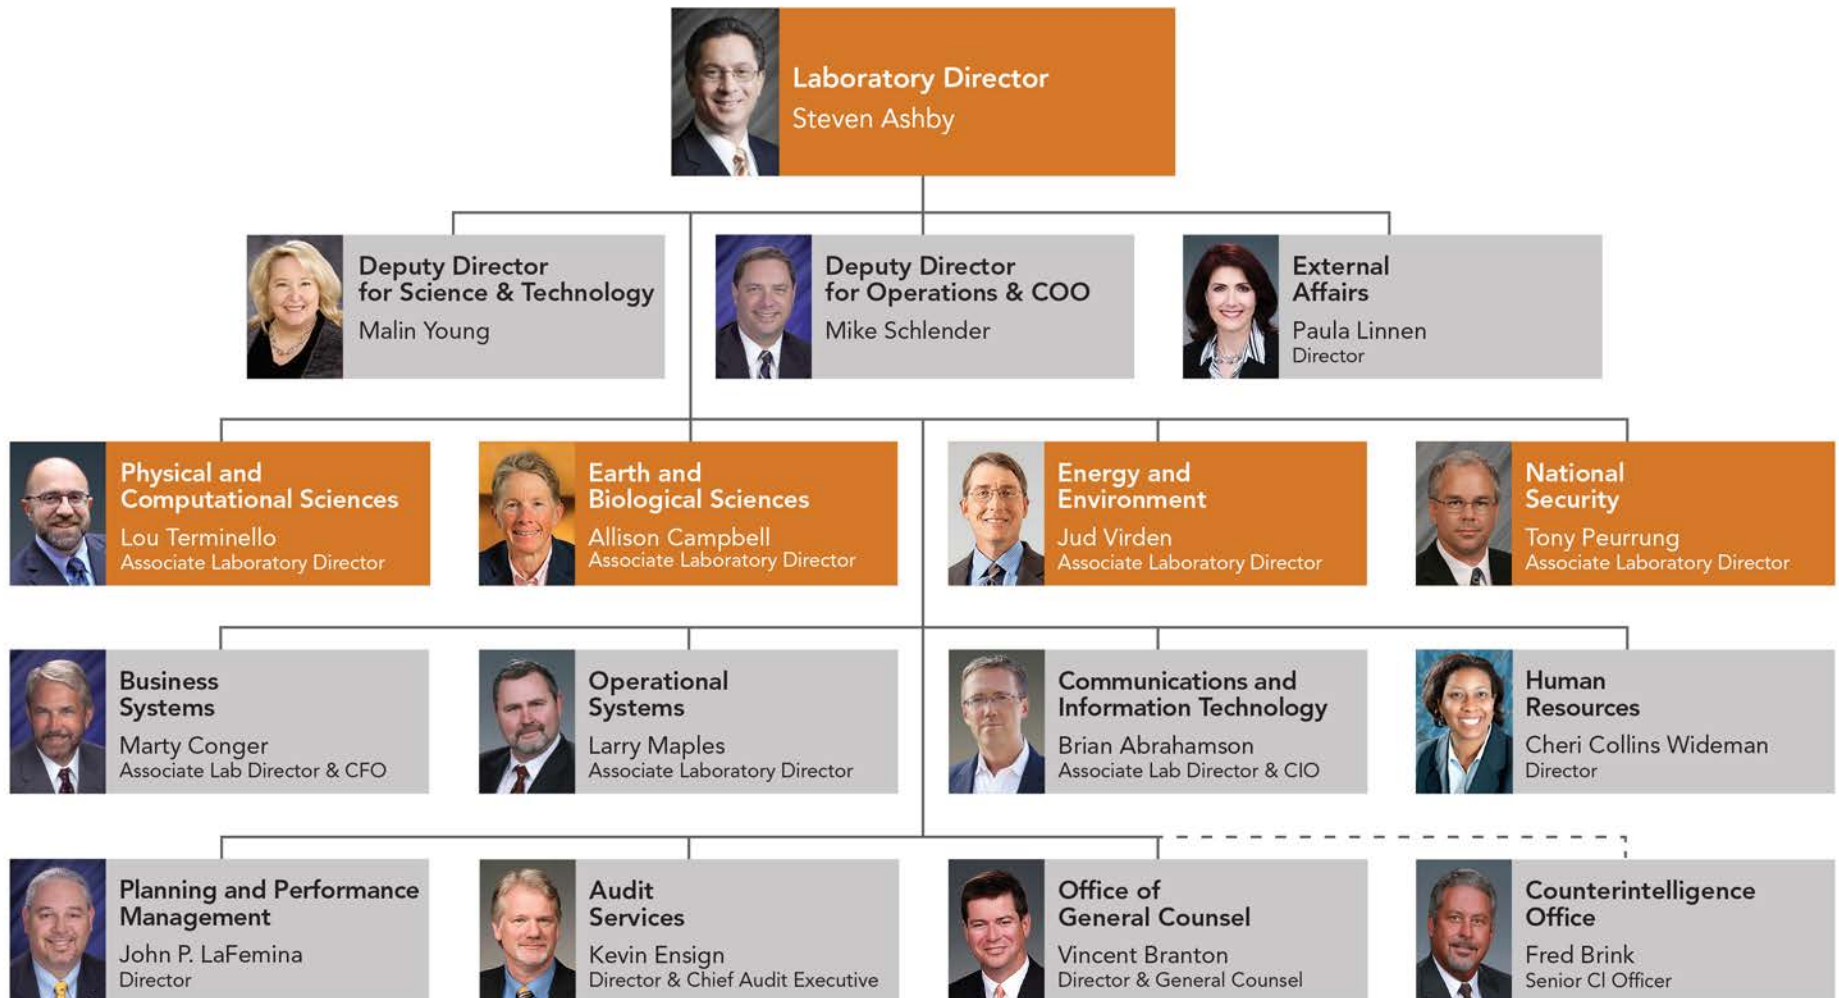 Laboratory Director
Steven Ashby
Deputy Director
for Science & Technology
Malin Young
Deputy Director
for Operations & COO
Mike Schlender
External
Affairs
Paula Linnen
Director
Physical and
Computational Sciences
Lou Terminello
Associate Laboratory Director
Earth and
Biological Sciences
Allison Campbell
Associate Laboratory Director
Energy and
Environment
Jud Virden
Associate Laboratory Director
National
Security
Tony Peurrung
Associate Laboratory Director
Business
Systems
Marty Conger
Associate Lab Director & CFO
Operational
Systems
Larry Maples
Associate Laboratory Director
Communications and
Information Technology
Brian Abrahamson
Associate Lab Director & CIO
Human
Resources
Cheri Collins Wideman
Director
Planning and Performance
Management
John P. LaFemina
Director
Audit
Services
Kevin Ensign
Director & Chief Audit Executive
Office of
General Counsel
Vincent Branton
Director & General Counsel
Counterintelligence
Office
Fred Brink
Senior CI Officer